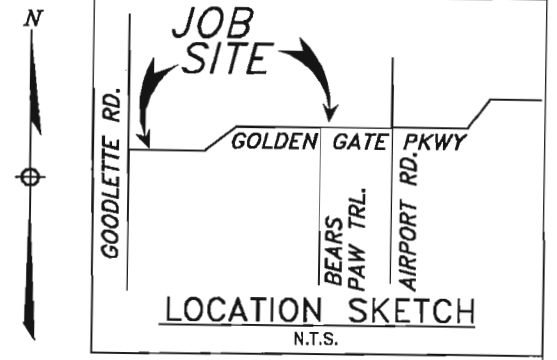 N
JOB
SITE
GOODLETTE RD.
GOLDEN GATE PKWY
BEARS
PAW TRL.
AIRPORT RD.
LOCATION SKETCH
N.T.S.